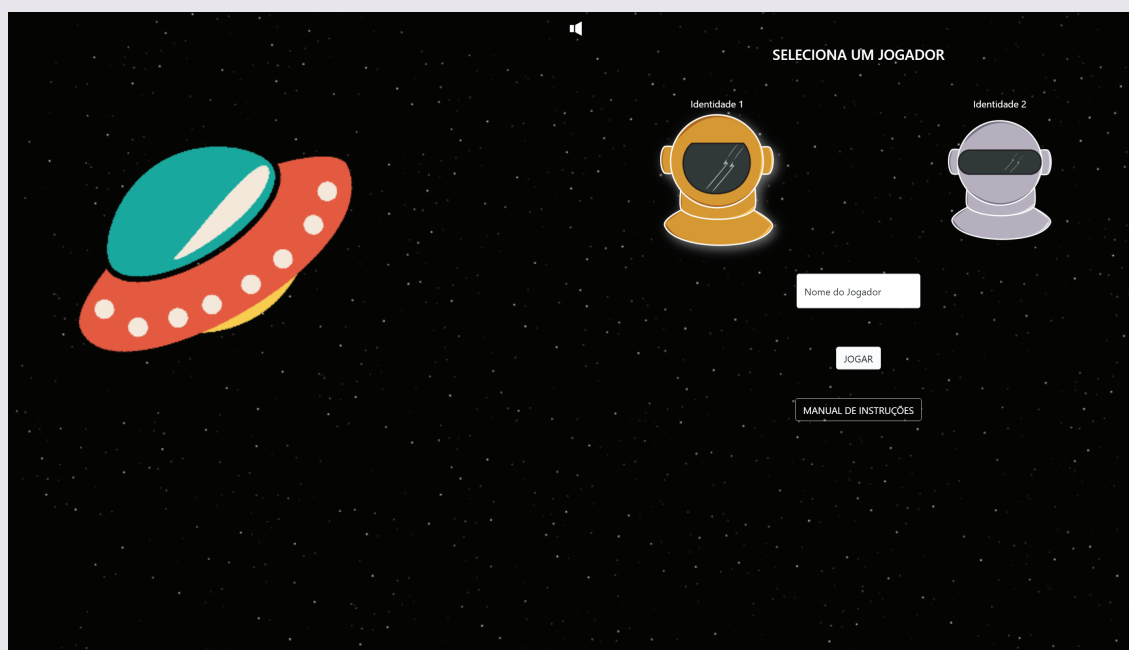 SELECIONA UM JOGADOR
Identidade 1
Identidade 2
Nome do Jogador
JOGAR
MANUAL DE INSTRUÇÕES